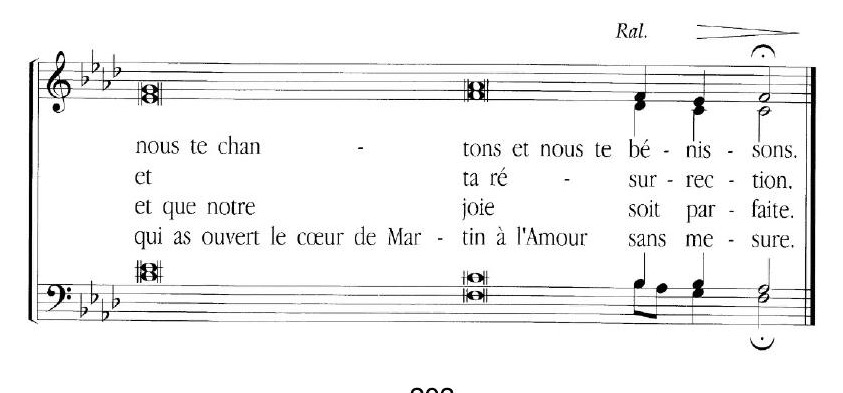 Ral.
nous te chan - tons et nous te bé - nis - sons.
et ta ré - sur - rec - tion,
et que notre joie soit par - faite.
qui as ouvert le cœur de Mar - tin à l'Amour sans me - sure.